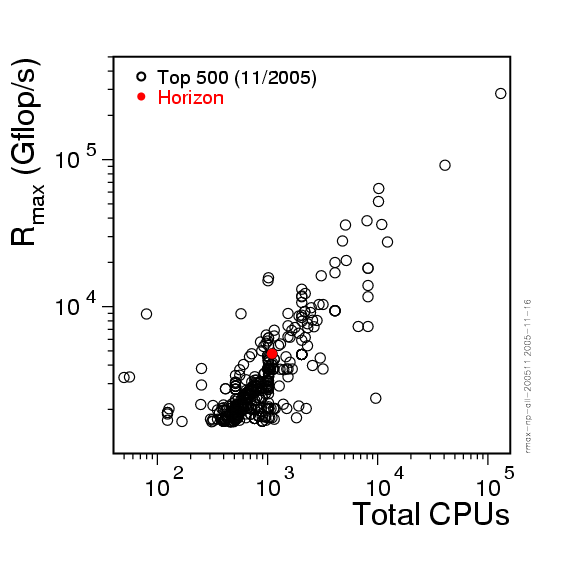 Top 500 (11/2005)
Horizon
R_max (Gflop/s)
10^5
10^4
10^2 10^3 10^4 10^5
Total CPUs
rmax-np-all-200511 2005-11-16